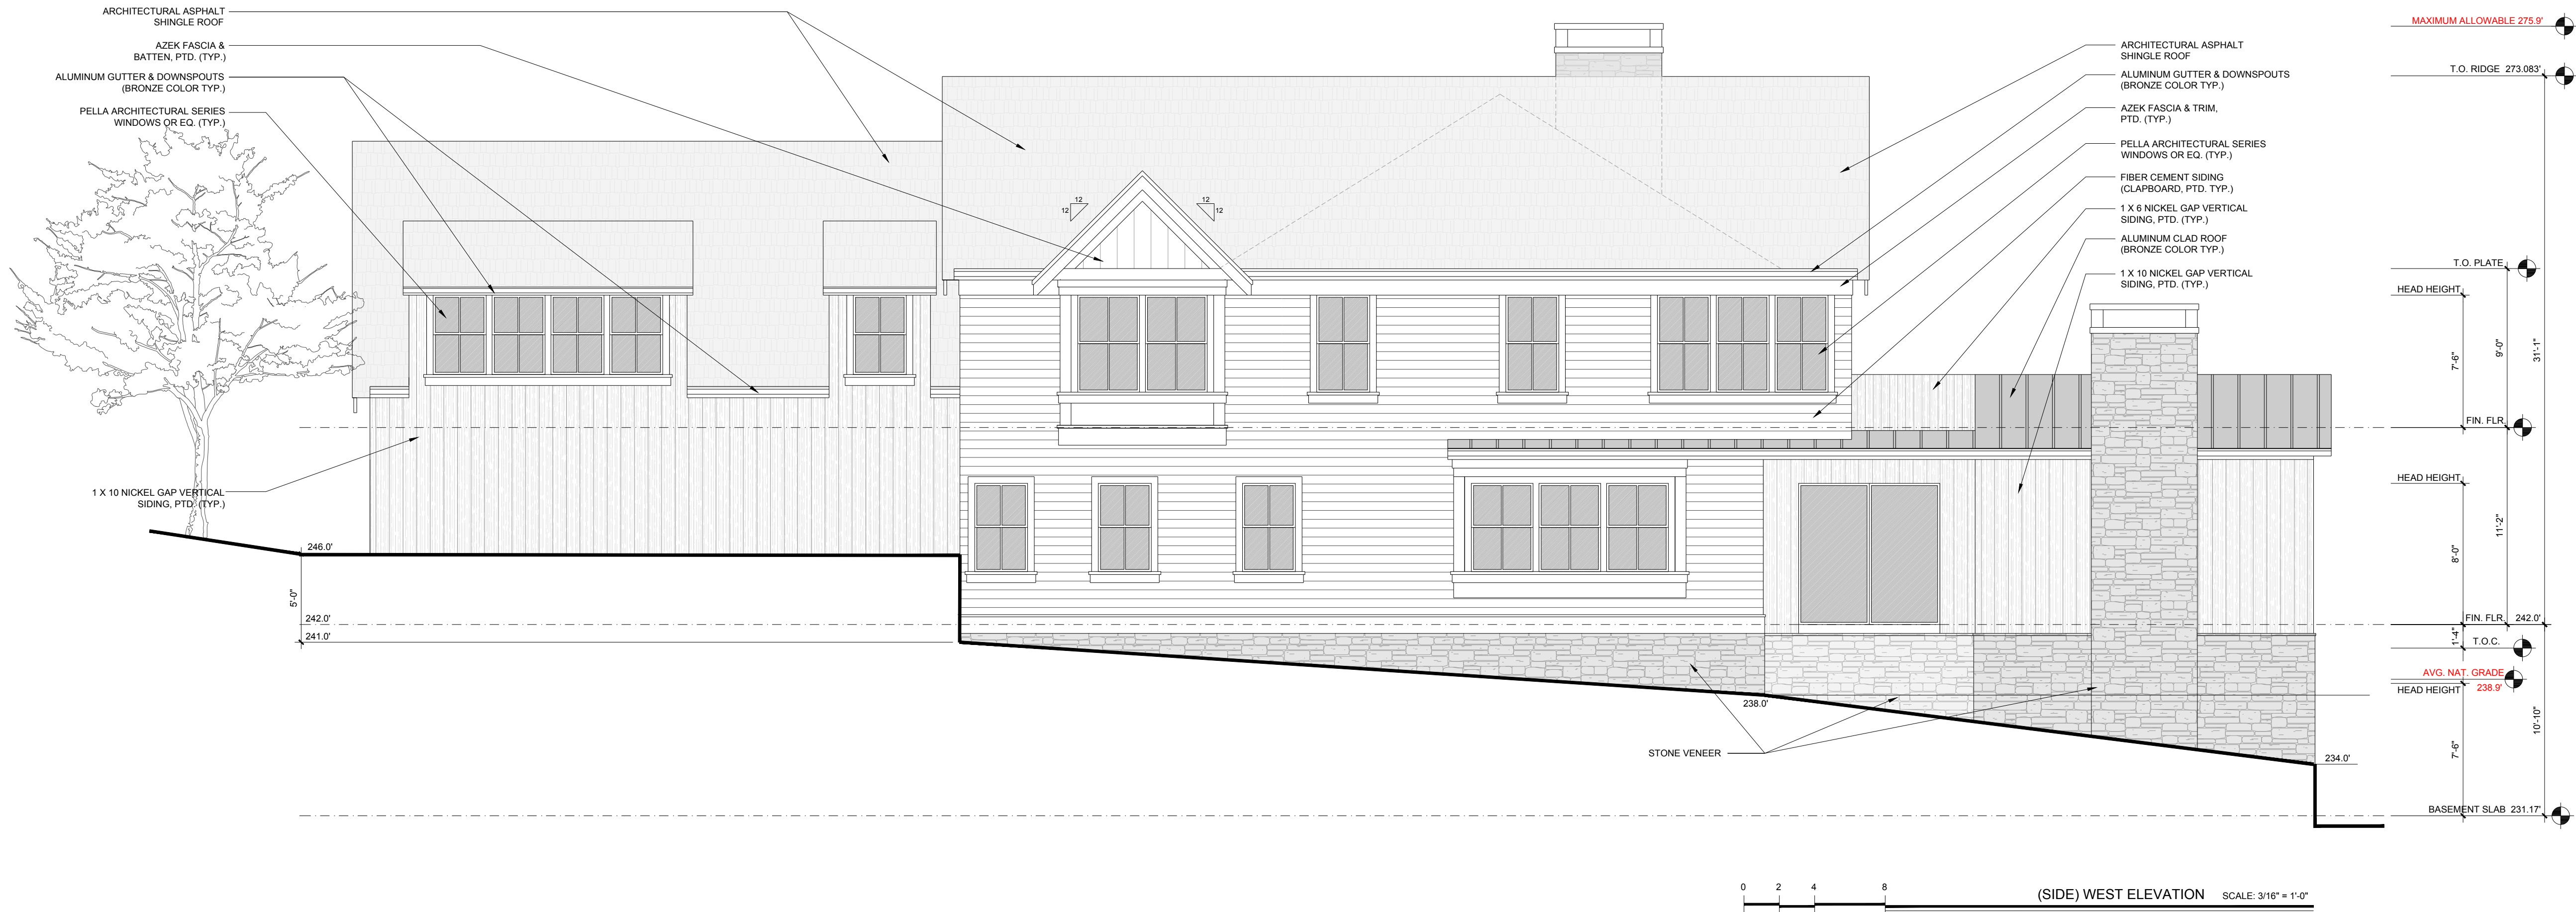 ARCHITECTURAL ASPHALT
SHINGLE ROOF
AZEK FASCIA &
BATTEN, PTD. (TYP.)
ALUMINUM GUTTER & DOWNSPOUTS
(BRONZE COLOR TYP.)
PELLA ARCHITECTURAL SERIES
WINDOWS OR EQ. (TYP.)
1 X 10 NICKEL GAP VERTICAL
SIDING, PTD. (TYP.)
246.0'
5'-0"
242.0'
241.0'
12
12
12
12
238.0'
STONE VENEER
234.0'
ARCHITECTURAL ASPHALT
SHINGLE ROOF
ALUMINUM GUTTER & DOWNSPOUTS
(BRONZE COLOR TYP.)
AZEK FASCIA & TRIM,
PTD. (TYP.)
PELLA ARCHITECTURAL SERIES
WINDOWS OR EQ. (TYP.)
FIBER CEMENT SIDING
(CLAPBOARD, PTD. TYP.)
1 X 6 NICKEL GAP VERTICAL
SIDING, PTD. (TYP.)
ALUMINUM CLAD ROOF
(BRONZE COLOR TYP.)
1 X 10 NICKEL GAP VERTICAL
SIDING, PTD. (TYP.)
MAXIMUM ALLOWABLE 275.9'
T.O. RIDGE 273.083'
T.O. PLATE
HEAD HEIGHT
7'-6"
9'-0"
31'-1"
FIN. FLR.
HEAD HEIGHT
8'-0"
11'-2"
FIN. FLR. 242.0'
1'-4"
T.O.C.
AVG. NAT. GRADE
238.9'
HEAD HEIGHT
7'-6"
10'-10"
BASEMENT SLAB 231.17'
0 2 4 8
(SIDE) WEST ELEVATION SCALE: 3/16" = 1'-0"